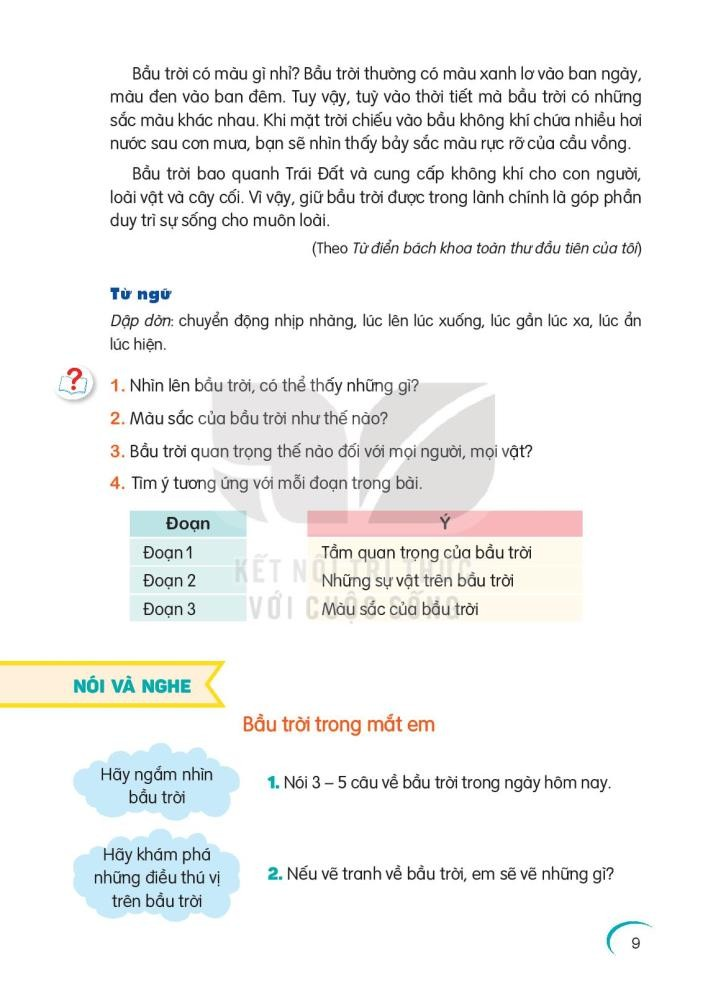 Bầu trời có màu gì nhỉ? Bầu trời thường có màu xanh lơ vào ban ngày,
màu đen vào ban đêm. Tuy vậy, tuỳ vào thời tiết mà bầu trời có những
sắc màu khác nhau. Khi mặt trời chiếu vào bầu không khí chứa nhiều hơi
nước sau cơn mưa, bạn sẽ nhìn thấy bảy sắc màu rực rỡ của cầu vồng.
Bầu trời bao quanh Trái Đất và cung cấp không khí cho con người,
loài vật và cây cối. Vì vậy, giữ bầu trời được trong lành chính là góp phần
duy trì sự sống cho muôn loài.
(Theo Từ điển bách khoa toàn thư đầu tiên của tôi)
Từ ngữ
Dập dờn: chuyển động nhịp nhàng, lúc lên lúc xuống, lúc gần lúc xa, lúc ẩn
lúc hiện.
?
1. Nhìn lên bầu trời, có thể thấy những gì?
2. Màu sắc của bầu trời như thế nào?
3. Bầu trời quan trọng thế nào đối với mọi người, mọi vật?
4. Tìm ý tương ứng với mỗi đoạn trong bài.
Đoạn Ý
Đoạn 1 Tầm quan trọng của bầu trời
Đoạn 2 Những sự vật trên bầu trời
Đoạn 3 Màu sắc của bầu trời
KẾT NỐI TRI THỨC
VỚI CUỘC SỐNG
NÓI VÀ NGHE
Bầu trời trong mắt em
Hãy ngắm nhìn
bầu trời
1. Nói 3 – 5 câu về bầu trời trong ngày hôm nay.
Hãy khám phá
những điều thú vị
trên bầu trời
2. Nếu vẽ tranh về bầu trời, em sẽ vẽ những gì?
9